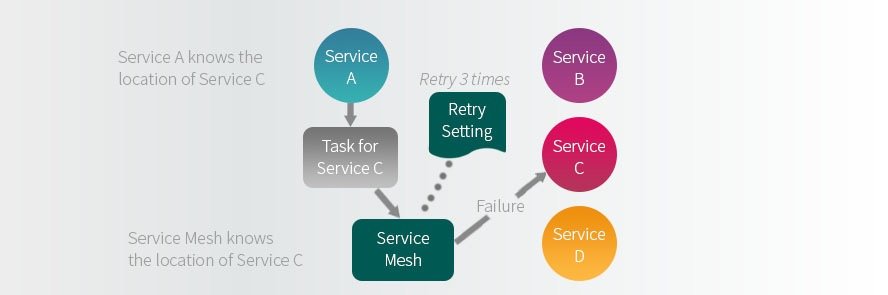 Service A knows the
location of Service C
Service
A
Retry 3 times
Service
B
Retry
Setting
Task for
Service C
Service
C
Failure
Service Mesh knows
the location of Service C
Service
Mesh
Service
D